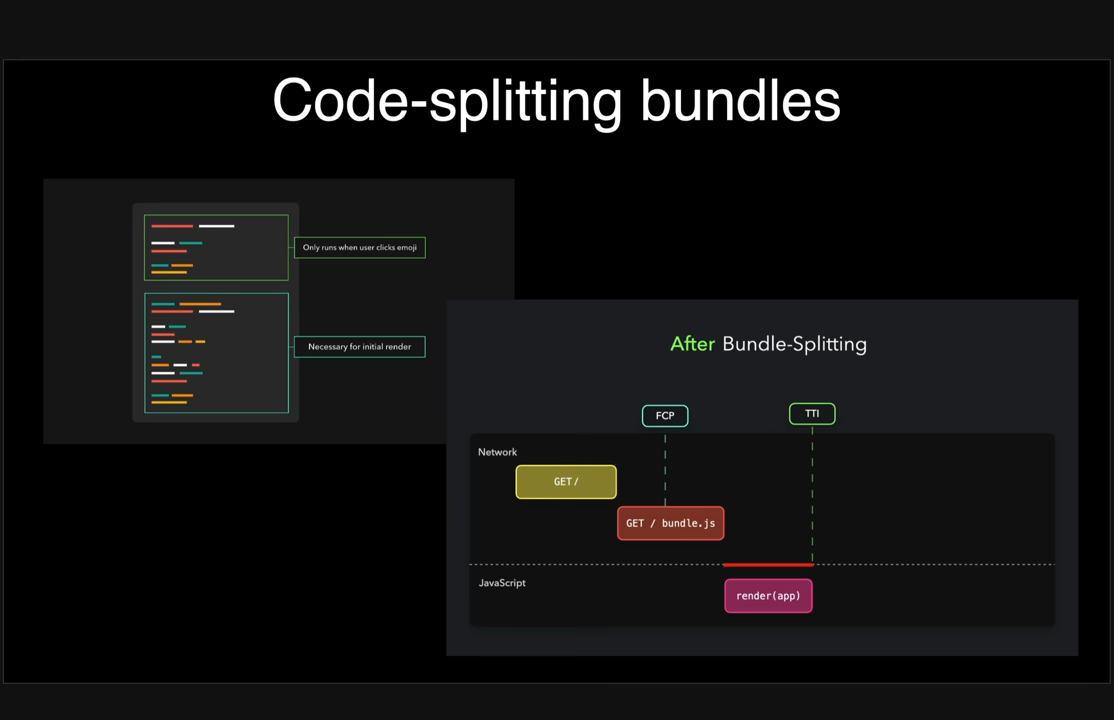 Code-splitting bundles
Only runs when user clicks emoji
Necessary for initial render
After Bundle-Splitting
FCP
TTI
Network
GET /
GET / bundle.js
JavaScript
render(app)